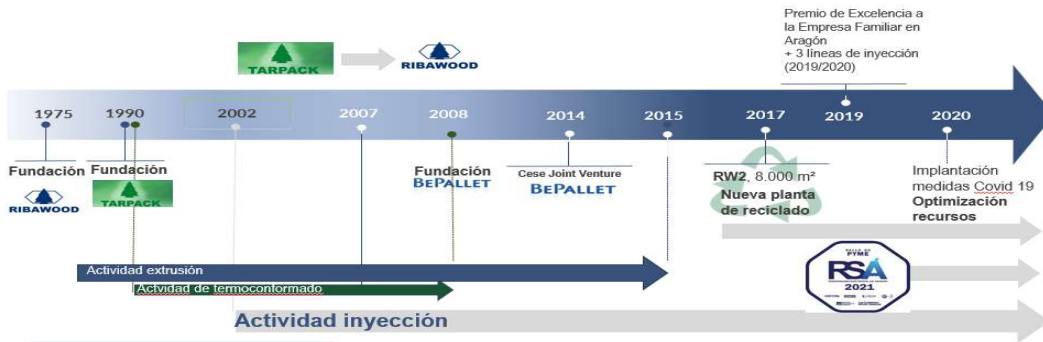 Premio de Excelencia a
la Empresa Familiar en
Aragón
+ 3 líneas de inyección
(2019/2020)
TARPACK
RIBAWOOD
1975
1990
2002
2007
2008
2014
2015
2017
2019
2020
Fundación
RIBAWOOD
Fundación
TARPACK
Fundación
BEPALLET
Cese Joint Venture
BEPALLET
RW2, 8.000 m²
Nueva planta
de reciclado
Implantación
medidas Covid 19
Optimización
recursos
Actividad extrusión
Actvidad de termoconformado
Actividad inyección
PYME
RSA
2021